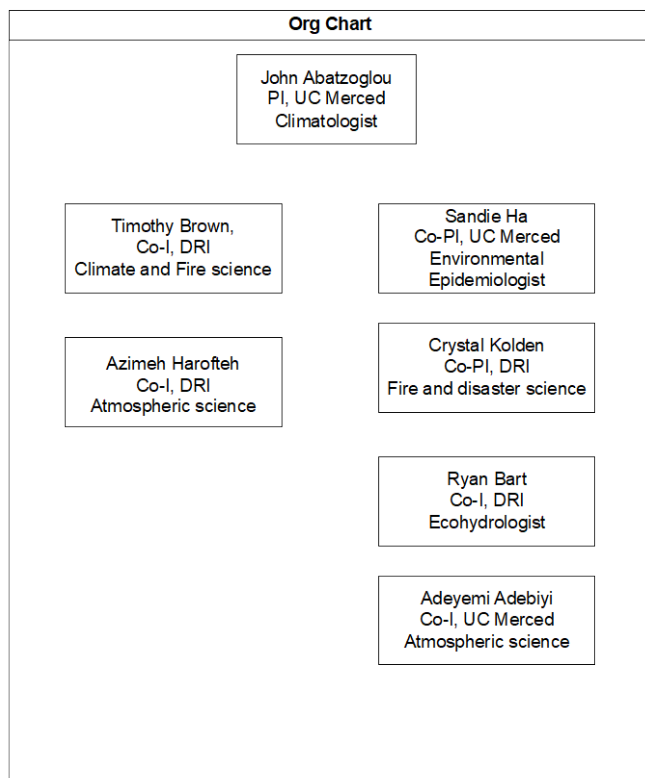 Org Chart
John Abatzoglou
PI, UC Merced
Climatologist
Timothy Brown,
Co-I, DRI
Climate and Fire science
Azimeh Harofteh
Co-I, DRI
Atmospheric science
Sandie Ha
Co-PI, UC Merced
Environmental
Epidemiologist
Crystal Kolden
Co-PI, DRI
Fire and disaster science
Ryan Bart
Co-I, DRI
Ecohydrologist
Adeyemi Adebiyi
Co-I, UC Merced
Atmospheric science